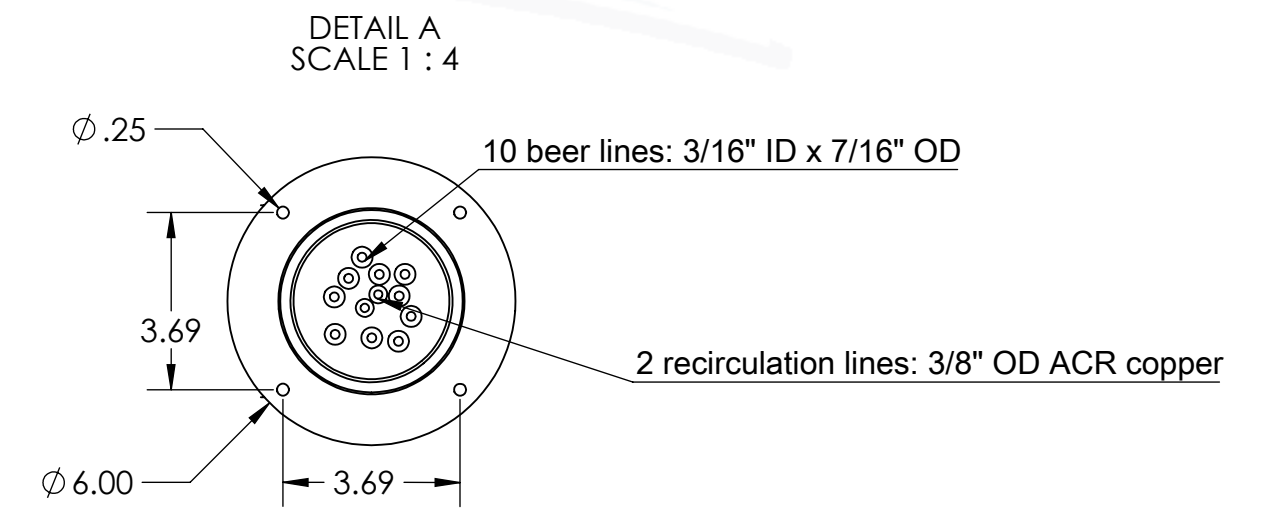 DETAIL A
SCALE 1 : 4
∅ .25
10 beer lines: 3/16" ID x 7/16" OD
3.69
2 recirculation lines: 3/8" OD ACR copper
∅ 6.00
3.69